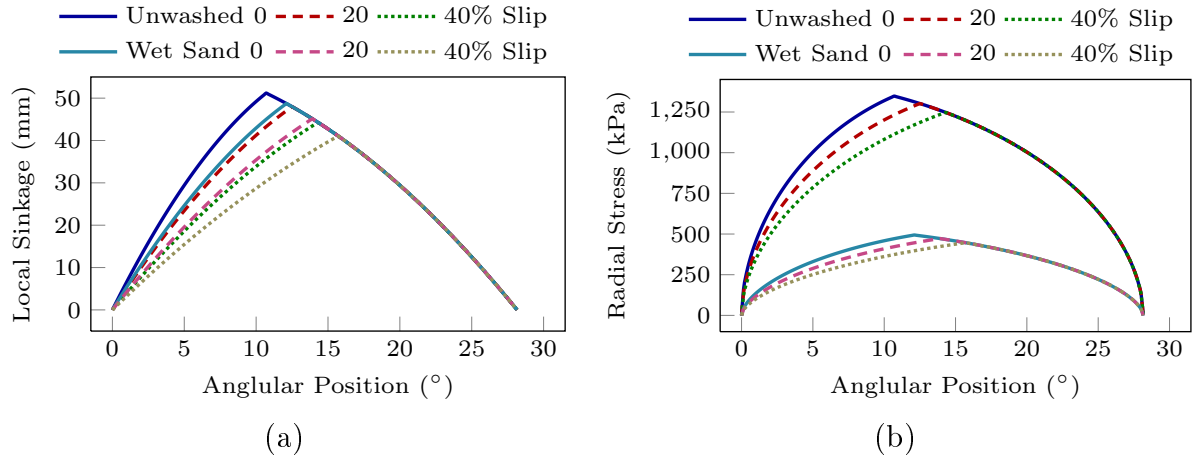 Unwashed 0 20 40% Slip
Wet Sand 0 20 40% Slip
Local Sinkage (mm)
50
40
30
20
10
0
0 5 10 15 20 25 30
Anglular Position (°)
(a)
Unwashed 0 20 40% Slip
Wet Sand 0 20 40% Slip
Radial Stress (kPa)
1,250
1,000
750
500
250
0
0 5 10 15 20 25 30
Anglular Position (°)
(b)